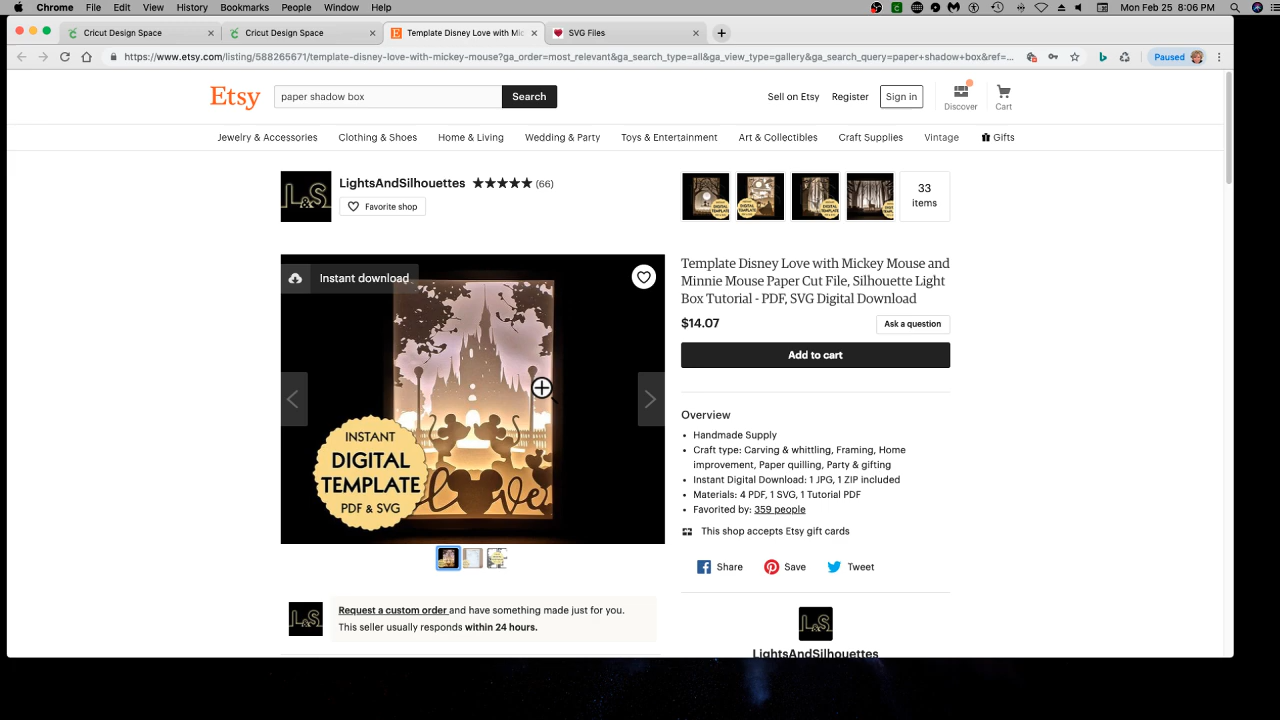 Chrome File Edit View History Bookmarks People Window Help Mon Feb 25 8:06 PM
Cricut Design Space Cricut Design Space Template Disney Love with Mic SVG Files
https://www.etsy.com/listing/588265671/template-disney-love-with-mickey-mouse?ga_order=most_relevant&ga_search_type=all&ga_view_type=gallery&ga_search_query=paper+shadow+box&ref=... Paused
Etsy paper shadow box Search Sell on Etsy Register Sign in Discover Cart
Jewelry & Accessories Clothing & Shoes Home & Living Wedding & Party Toys & Entertainment Art & Collectibles Craft Supplies Vintage Gifts
L&S LightsAndSilhouettes ★★★★★ (66)
Favorite shop
33
items
Instant download
INSTANT
DIGITAL
TEMPLATE
PDF & SVG
Love
Template Disney Love with Mickey Mouse and
Minnie Mouse Paper Cut File, Silhouette Light
Box Tutorial - PDF, SVG Digital Download
$14.07 Ask a question
Add to cart
Overview
• Handmade Supply
• Craft type: Carving & whittling, Framing, Home
improvement, Paper quilling, Party & gifting
• Instant Digital Download: 1 JPG, 1 ZIP included
• Materials: 4 PDF, 1 SVG, 1 Tutorial PDF
• Favorited by: 359 people
This shop accepts Etsy gift cards
Share Save Tweet
L&S Request a custom order and have something made just for you.
This seller usually responds within 24 hours.
L&S
LightsAndSilhouettes